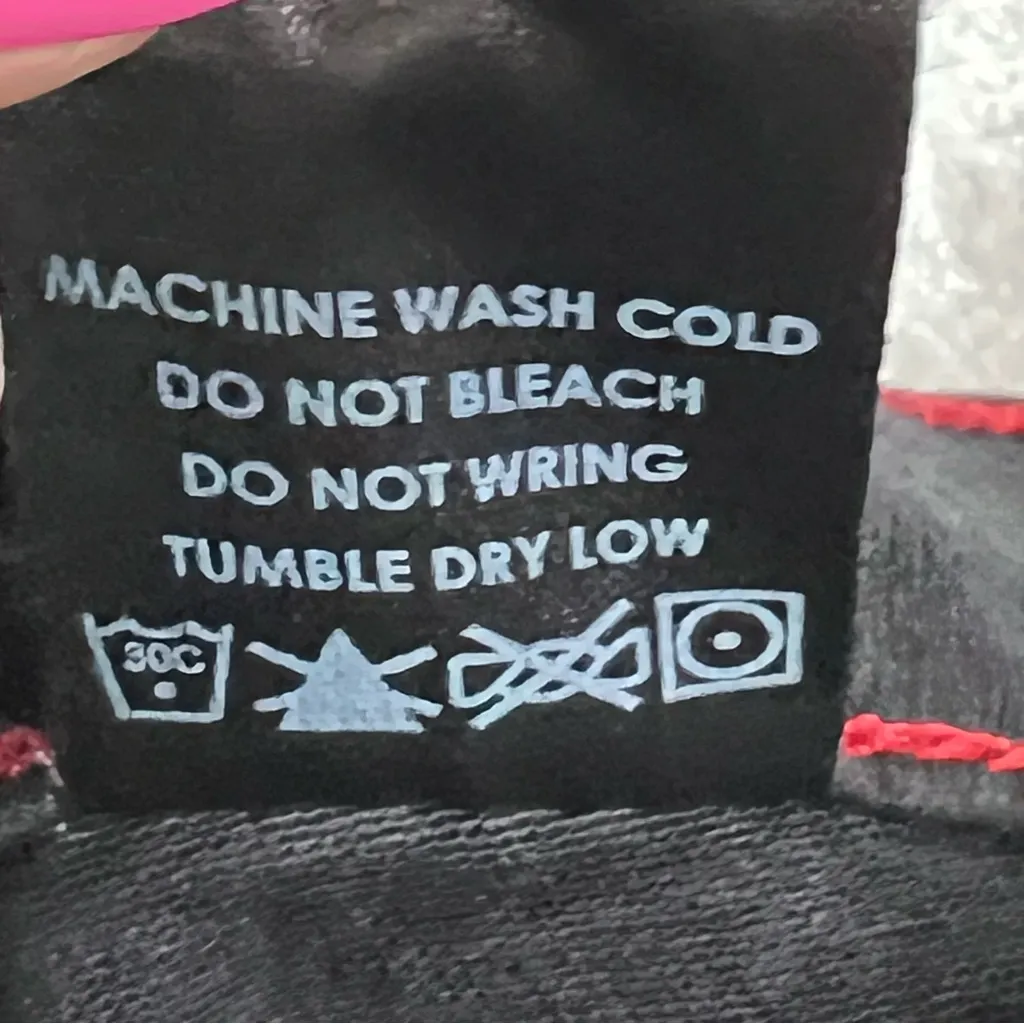 MACHINE WASH COLD
DO NOT BLEACH
DO NOT WRING
TUMBLE DRY LOW
30C